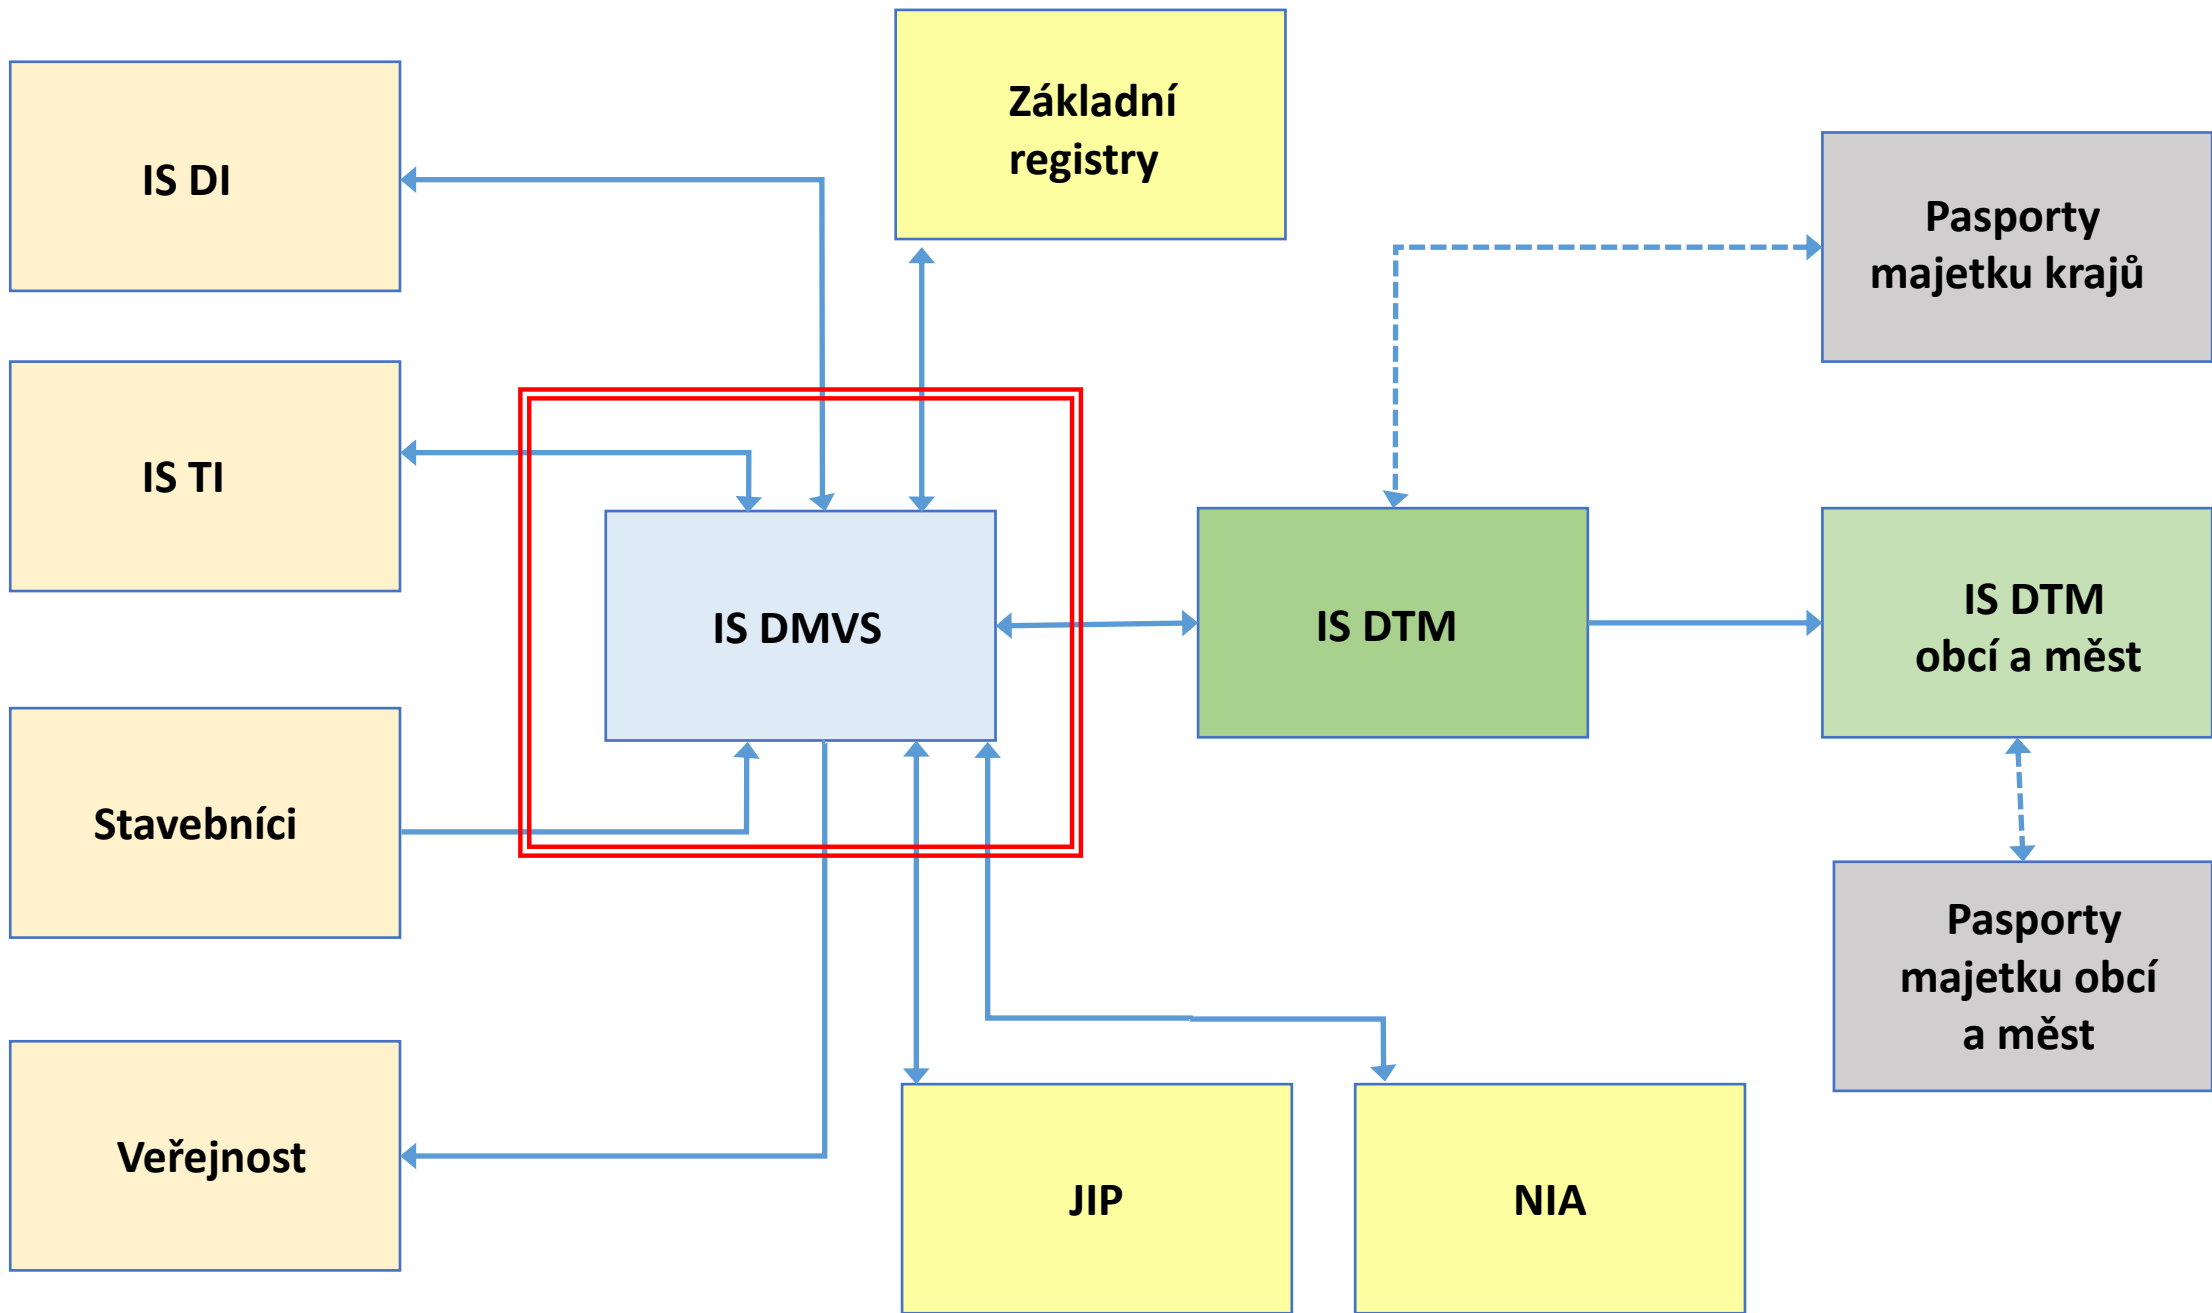 Základní
registry
IS DI
Pasporty
majetku krajů
IS TI
IS DMVS
IS DTM
IS DTM
obcí a měst
Stavebníci
Pasporty
majetku obcí
a měst
Veřejnost
JIP
NIA